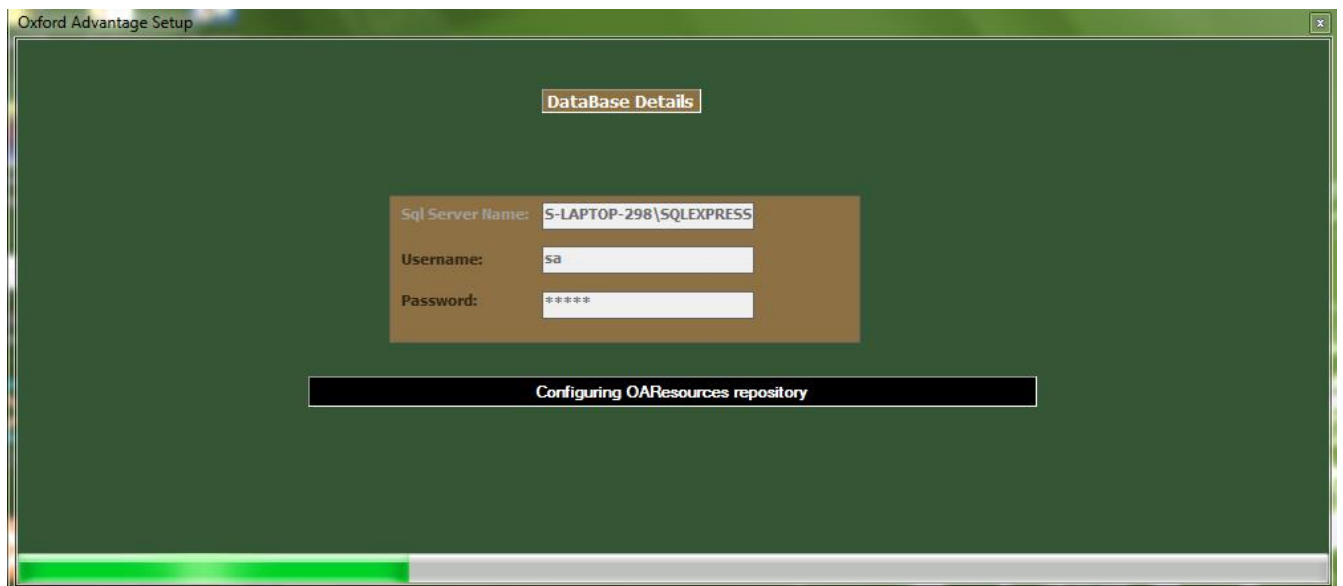 Oxford Advantage Setup
x
DataBase Details
Sql Server Name: S-LAPTOP-298\SQLEXPRESS
Username: sa
Password: *****
Configuring OAResources repository